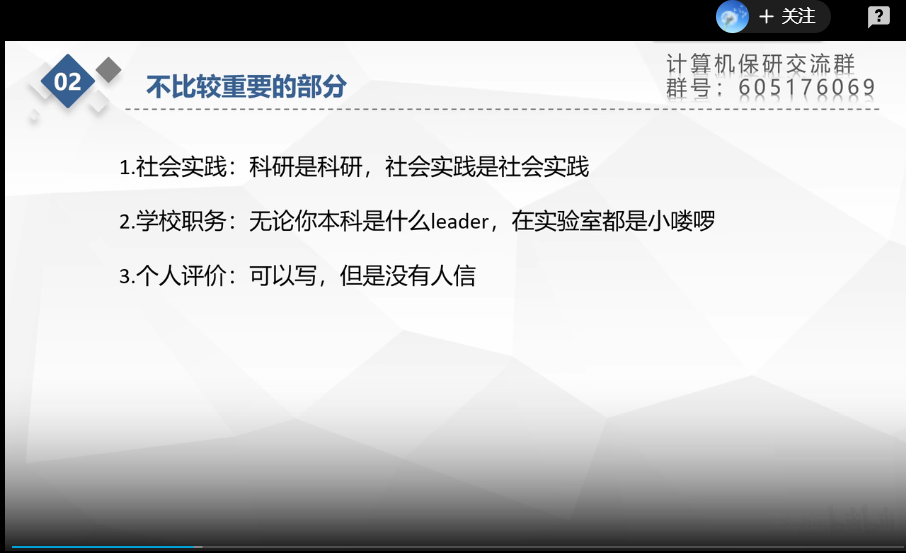 + 关注
?
02
不比较重要的部分
计算机保研交流群
群号：605176069
1.社会实践：科研是科研，社会实践是社会实践
2.学校职务：无论你本科是什么leader，在实验室都是小喽啰
3.个人评价：可以写，但是没有人信